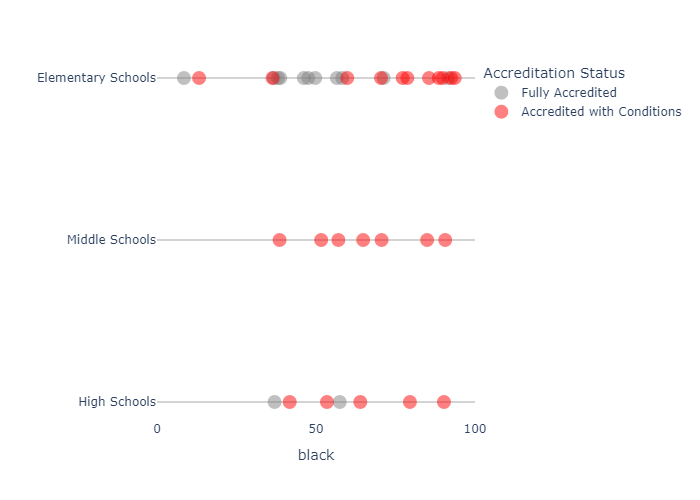 Elementary Schools
Accreditation Status
Fully Accredited
Accredited with Conditions
Middle Schools
High Schools
0 50 100
black